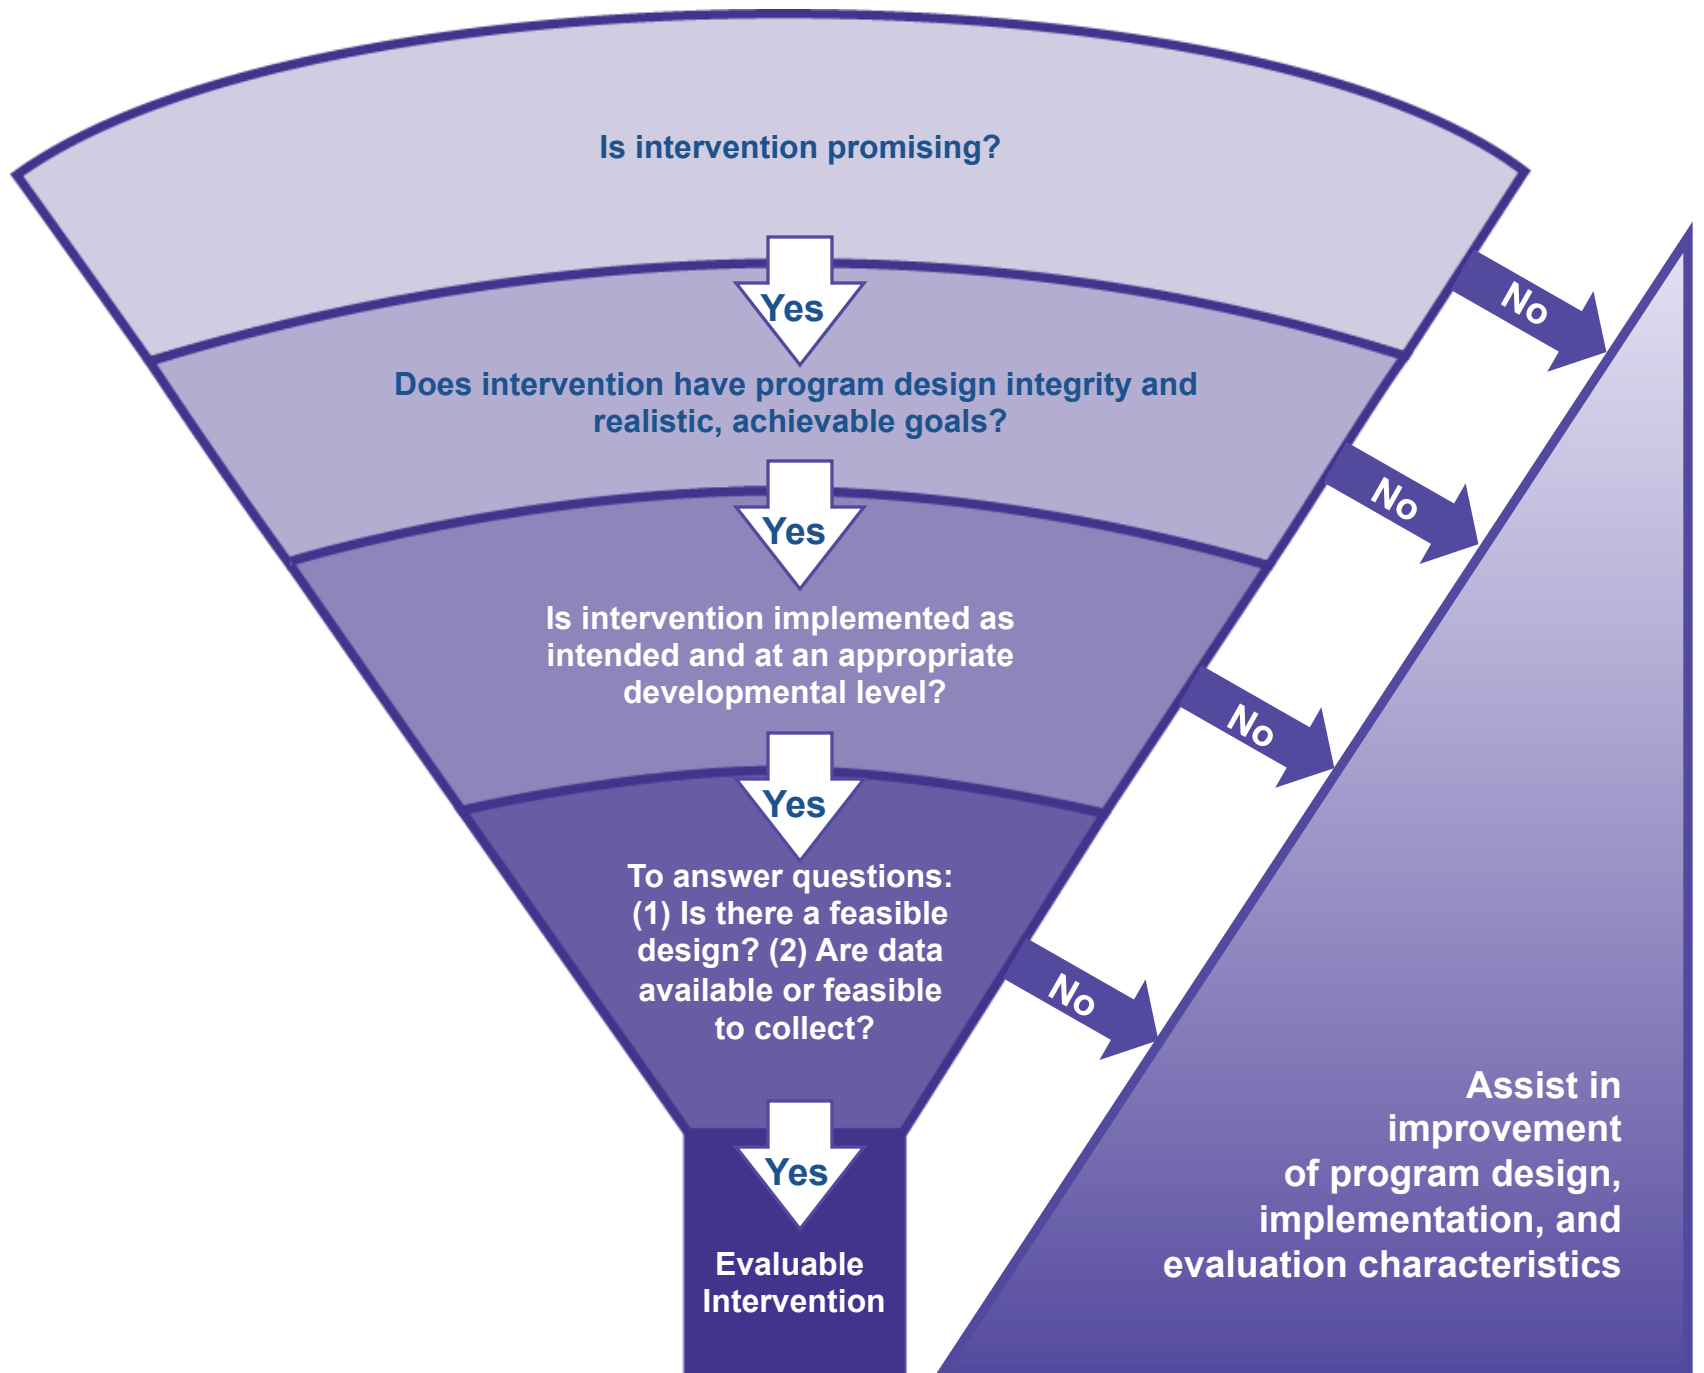 Is intervention promising?
Yes
No
Does intervention have program design integrity and
realistic, achievable goals?
Yes
No
Is intervention implemented as
intended and at an appropriate
developmental level?
Yes
No
To answer questions:
(1) Is there a feasible
design? (2) Are data
available or feasible
to collect?
Yes
No
Evaluable
Intervention
Assist in
improvement
of program design,
implementation, and
evaluation characteristics